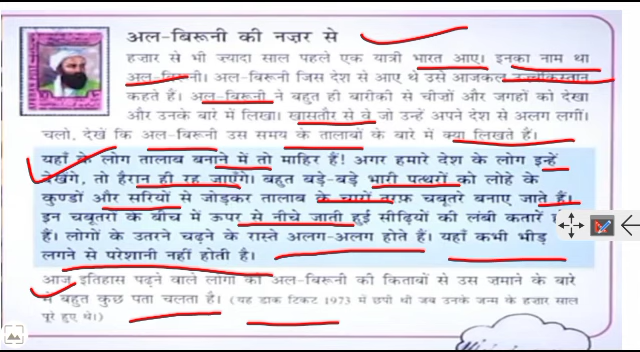 अल-बिरूनी की नज़र से
हज़ार से भी ज्यादा साल पहले एक यात्री भारत आए। इनका नाम था
अल-बिरूनी। अल-बिरूनी जिस देश से आए थे उसे आजकल उज़्बेकिस्तान
कहते हैं। अल-बिरूनी ने बहुत ही बारीकी से चीजों और जगहों को देखा
और उनके बारे में लिखा। खासतौर से वे जो उन्हें अपने देश से अलग लगीं।
चलो, देखें कि अल-बिरूनी उस समय के तालाबों के बारे में क्या लिखते हैं।
यहाँ के लोग तालाब बनाने में तो माहिर हैं! अगर हमारे देश के लोग इन्हें
देखेंगे, तो हैरान ही रह जाएँगे। बहुत बड़े-बड़े भारी पत्थरों को लोहे के
कुण्डों और सरियों से जोड़कर तालाब के चारों तरफ़ चबूतरे बनाए जाते हैं।
इन चबूतरों के बीच में ऊपर से नीचे जाती हुई सीढ़ियों की लंबी कतारें
हैं। लोगों के उतरने चढ़ने के रास्ते अलग-अलग होते हैं। यहाँ कभी भीड़
लगने से परेशानी नहीं होती है।
आज इतिहास पढ़ने वाले लोगों को अल-बिरूनी की किताबों से उस ज़माने के बारे
में बहुत कुछ पता चलता है। (यह डाक टिकट 1973 में छपी थी जब उनके जन्म के हज़ार साल
पूरे हुए थे।)